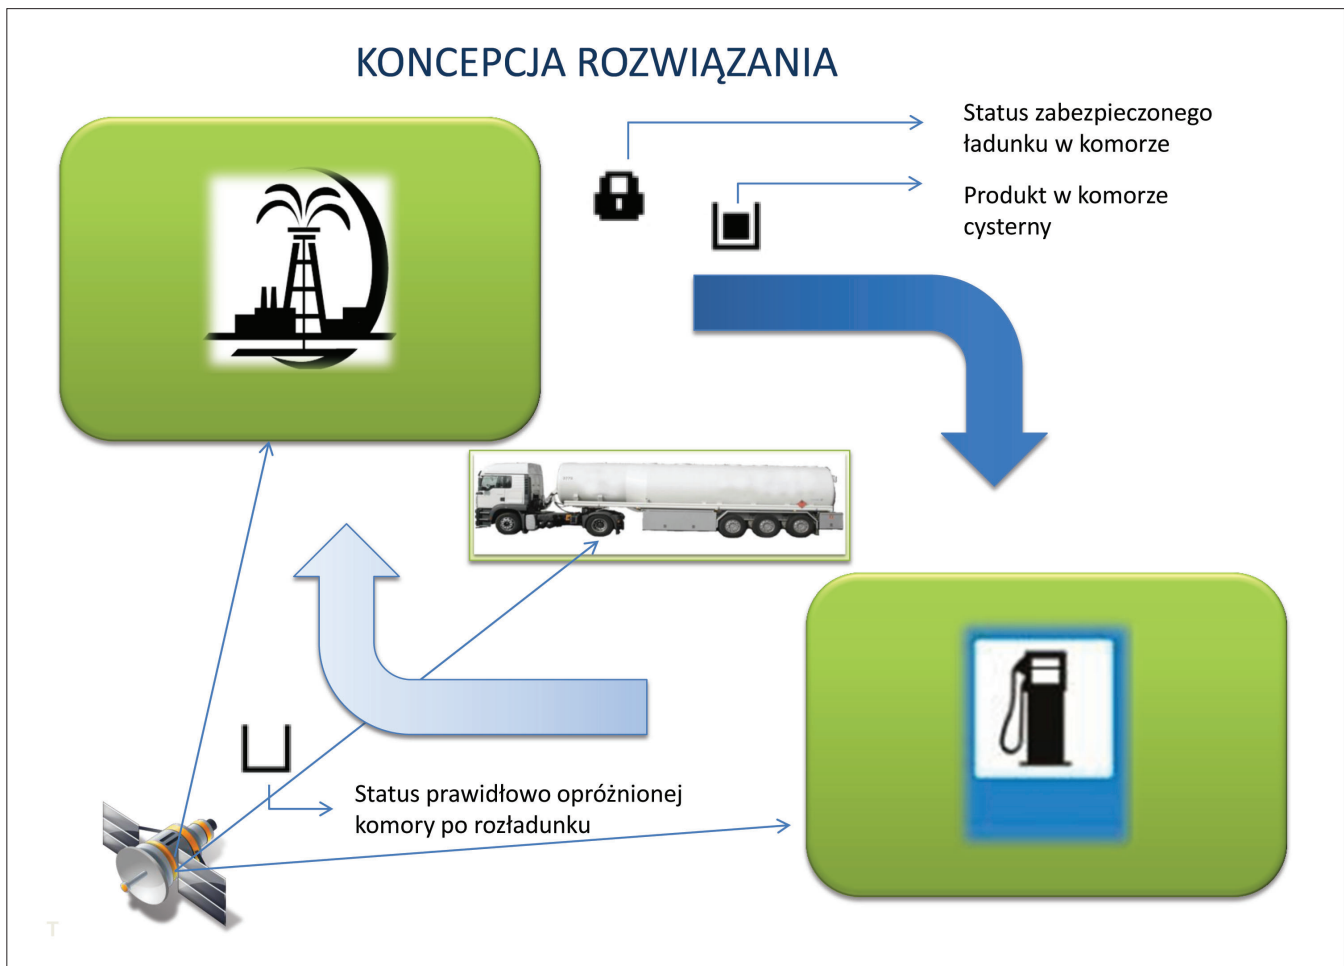 KONCEPCJA ROZWIĄZANIA
Status zabezpieczonego
ładunku w komorze
Produkt w komorze
cysterny
Status prawidłowo opróżnionej
komory po rozładunku
T